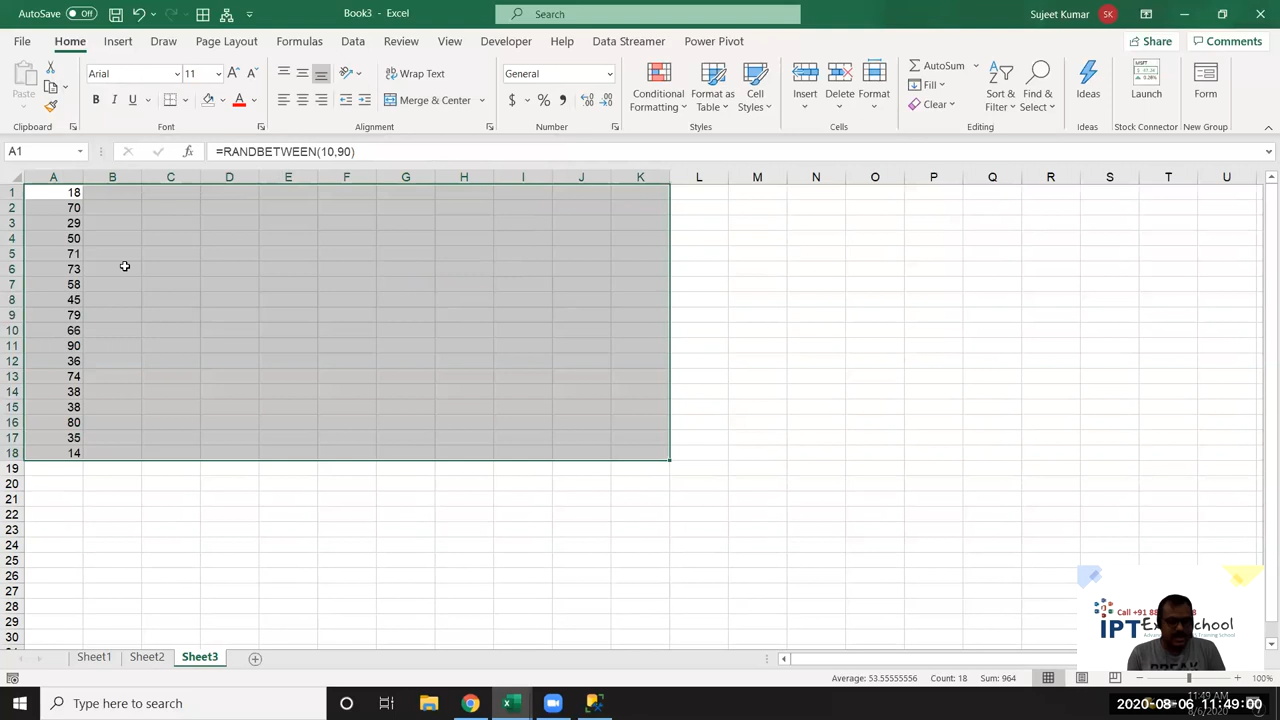 AutoSave Off Book3 - Excel Search Sujeet Kumar SK
File Home Insert Draw Page Layout Formulas Data Review View Developer Help Data Streamer Power Pivot Share Comments
Paste Arial 11 Wrap Text General Conditional Formatting Format as Table Cell Styles Insert Delete Format AutoSum Fill Clear Sort & Filter Find & Select Ideas Launch Form
B I U Merge & Center $ %
Clipboard Font Alignment Number Styles Cells Editing Ideas Stock Connector New Group
A1 fx =RANDBETWEEN(10,90)
A B C D E F G H I J K L M N O P Q R S T U
1 18
2 70
3 29
4 50
5 71
6 73
7 58
8 45
9 79
10 66
11 90
12 36
13 74
14 38
15 38
16 80
17 35
18 14
19
20
21
22
23
24
25
26
27
28
29
30
Call +91 88
IPT School
Sheet1 Sheet2 Sheet3
Average: 53.55555556 Count: 18 Sum: 964 100%
Type here to search
2020-08-06 11:49:00